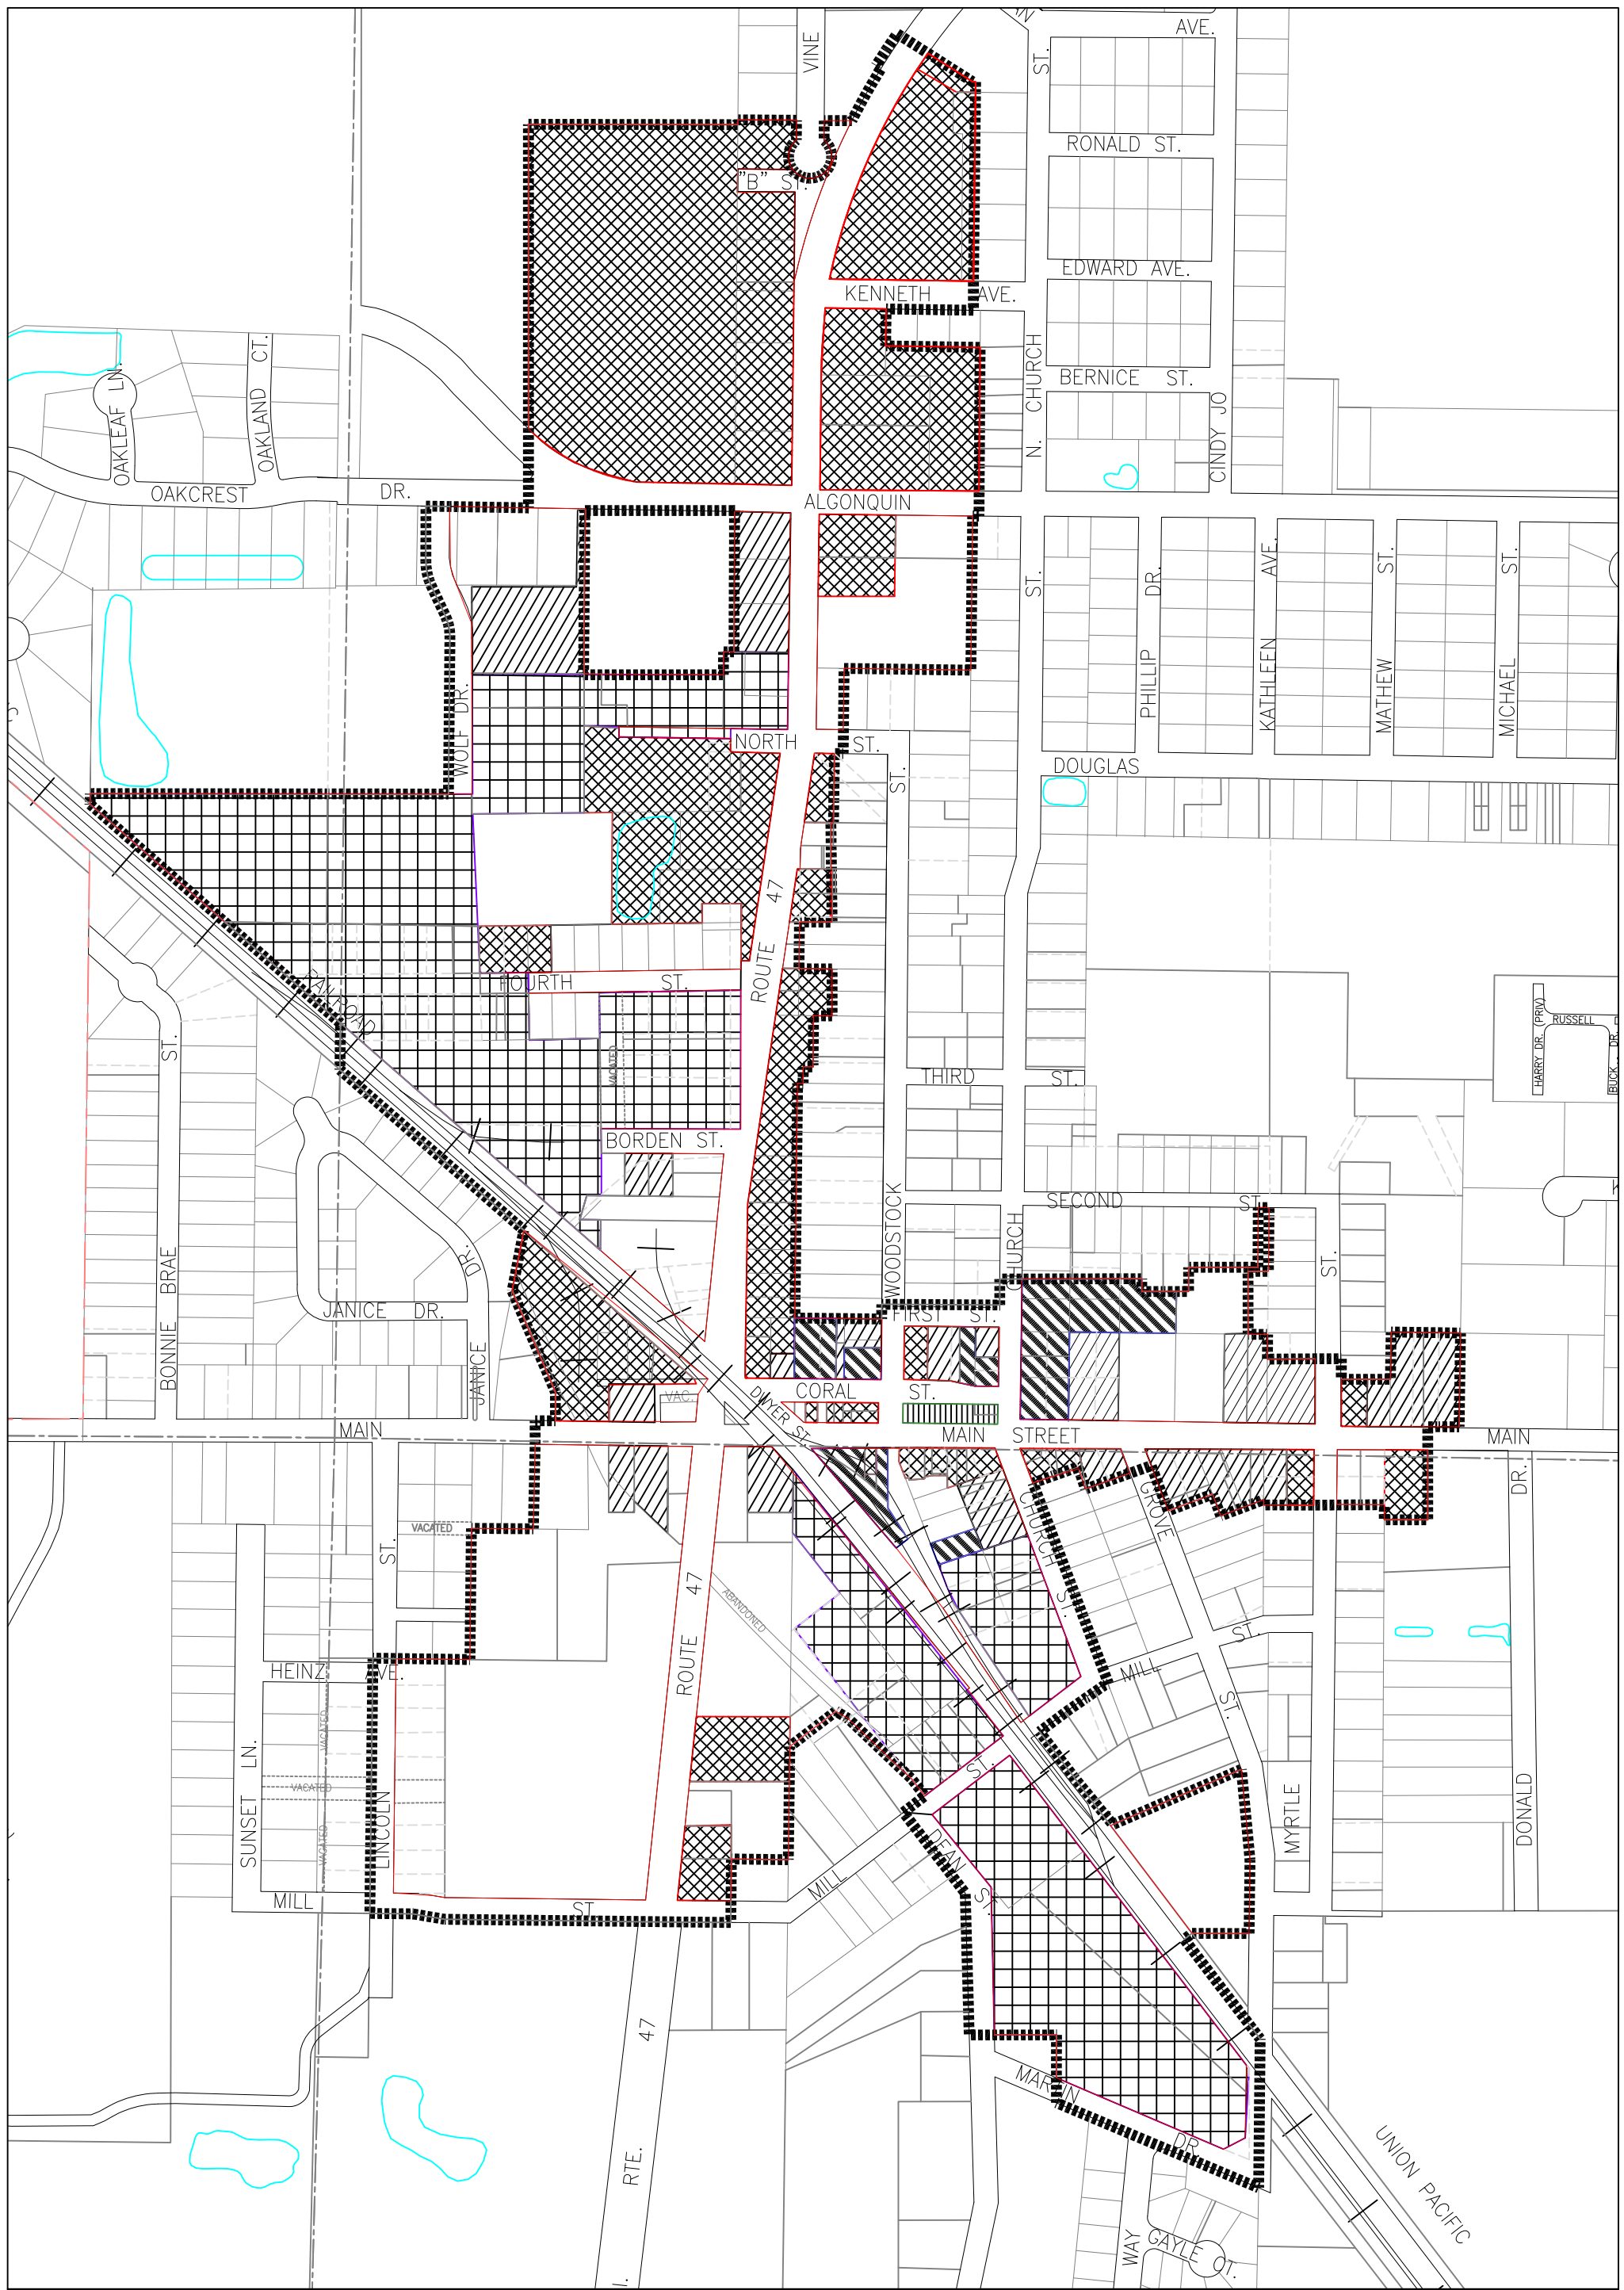 AVE.
VINE
ST.
RONALD ST.
"B" ST.
EDWARD AVE.
KENNETH AVE.
N. CHURCH
BERNICE ST.
CINDY JO
OAKLEAF LN.
OAKLAND CT.
OAKCREST DR.
ALGONQUIN
ST.
PHILLIP DR.
KATHLEEN AVE.
MATHEW ST.
MICHAEL ST.
WOLF DR.
NORTH ST.
DOUGLAS
ST.
ROUTE 47
FOURTH ST.
RAILROAD
HARRY DR. (PRIV)
RUSSELL
BUCK DR.
VACATED
THIRD ST.
BORDEN ST.
BONNIE BRAE ST.
WOODSTOCK
CHURCH
SECOND ST.
ST.
DR.
JANICE DR.
JANICE
FIRST ST.
CORAL ST.
VAC.
DWYER ST.
MAIN
MAIN STREET
MAIN
VACATED
ST.
CHURCH ST.
GROVE
ST.
DR.
ABANDONED
ROUTE 47
HEINZ AVE.
MILL
ST.
ST.
SUNSET LN.
VACATED
VACATED
VACATED
LINCOLN
MYRTLE
DONALD
DEAN ST.
MILL
MILL ST
MARTIN DR.
47
RTE.
UNION PACIFIC
WAY
GAYLE CT.